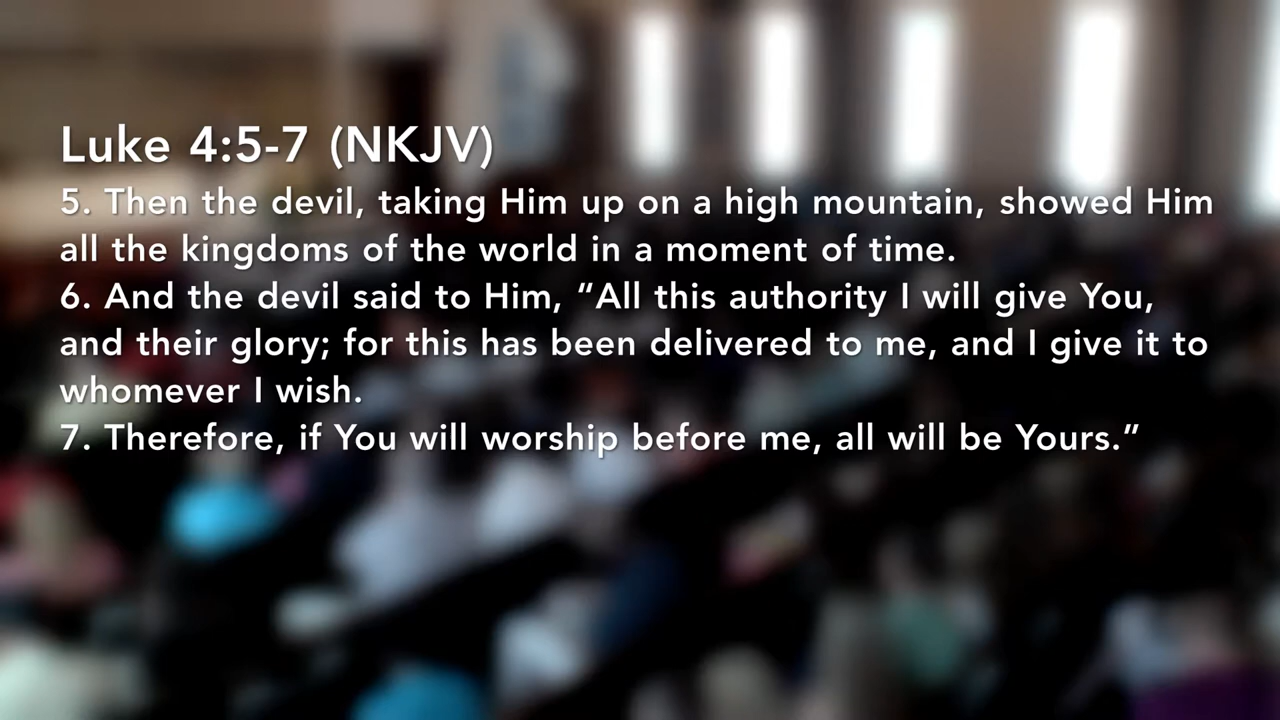 Luke 4:5-7 (NKJV)
5. Then the devil, taking Him up on a high mountain, showed Him
all the kingdoms of the world in a moment of time.
6. And the devil said to Him, “All this authority I will give You,
and their glory; for this has been delivered to me, and I give it to
whomever I wish.
7. Therefore, if You will worship before me, all will be Yours.”